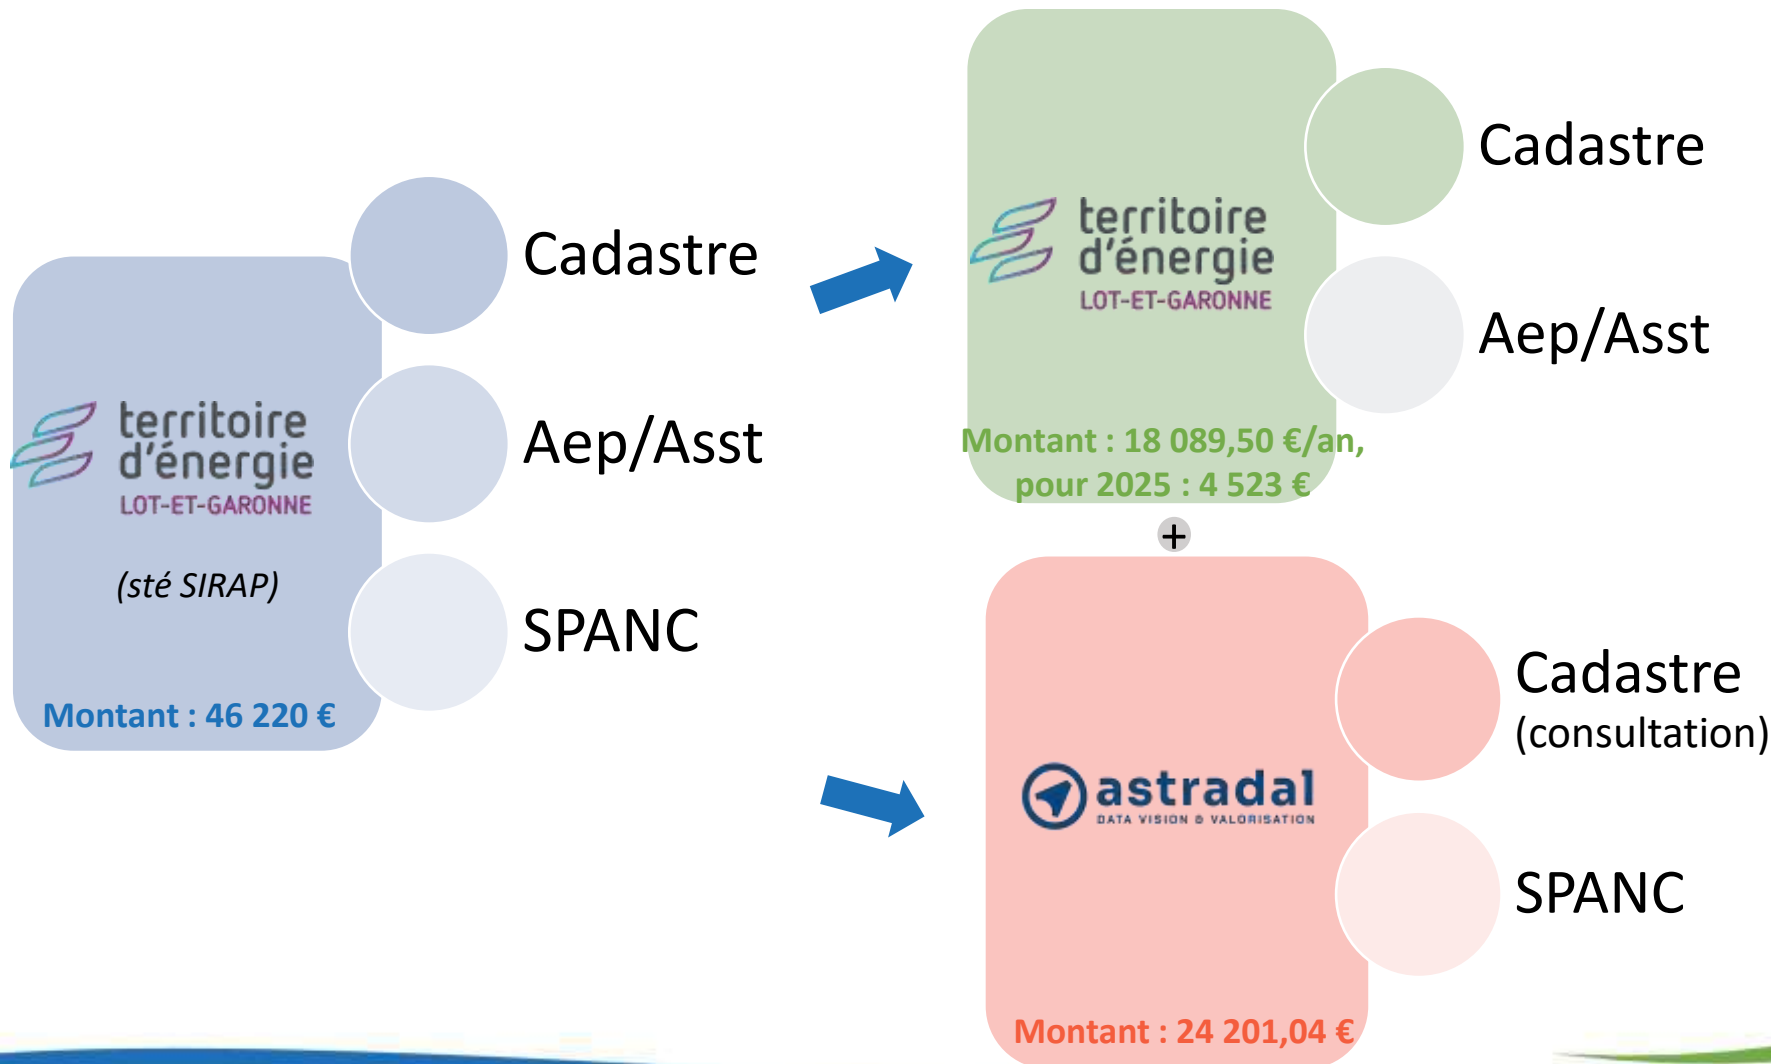 territoire
d'énergie
LOT-ET-GARONNE
(sté SIRAP)
Montant : 46 220 €
Cadastre
Aep/Asst
SPANC
territoire
d'énergie
LOT-ET-GARONNE
Montant : 18 089,50 €/an,
pour 2025 : 4 523 €
Cadastre
Aep/Asst
+
astradal
DATA VISION & VALORISATION
Montant : 24 201,04 €
Cadastre
(consultation)
SPANC